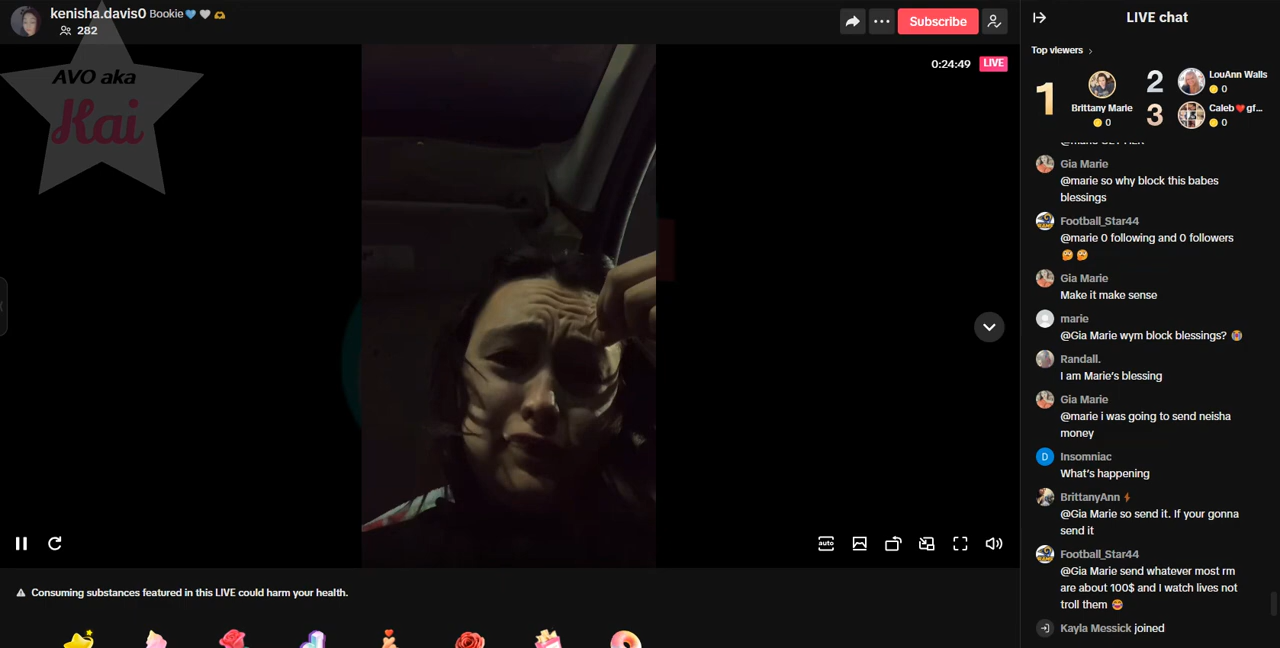 kenisha.davis0 Bookie💙🤍🫶
282
Subscribe
AVO aka
Kai
0:24:49 LIVE
auto
⚠ Consuming substances featured in this LIVE could harm your health.
LIVE chat
Top viewers >
1
Brittany Marie
0
2
LouAnn Walls
0
3
Caleb❤️gf...
0
Gia Marie
@marie so why block this babes
blessings
Football_Star44
@marie 0 following and 0 followers
🫣🫣
Gia Marie
Make it make sense
marie
@Gia Marie wym block blessings? 😭
Randall.
I am Marie's blessing
Gia Marie
@marie i was going to send neisha
money
D
Insomniac
What's happening
BrittanyAnn⚡
@Gia Marie so send it. If your gonna
send it
Football_Star44
@Gia Marie send whatever most rm
are about 100$ and I watch lives not
troll them 😂
Kayla Messick joined